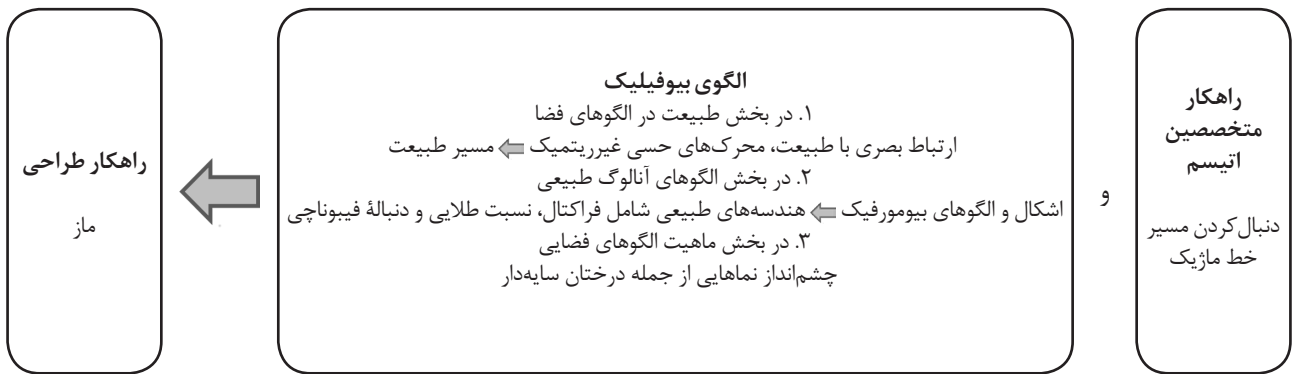 راهکار
متخصصین
اتیسم
دنبال‌کردن مسیر
خط ماژیک
و
الگوی بیوفیلیک
۱. در بخش طبیعت در الگوهای فضا
ارتباط بصری با طبیعت، محرک‌های حسی غیرریتمیک ⇐ مسیر طبیعت
۲. در بخش الگوهای آنالوگ طبیعی
اشکال و الگوهای بیومورفیک ⇐ هندسه‌های طبیعی شامل فراکتال، نسبت طلایی و دنبالهٔ فیبوناچی
۳. در بخش ماهیت الگوهای فضایی
چشم‌انداز نماهایی از جمله درختان سایه‌دار
راهکار طراحی
ماز